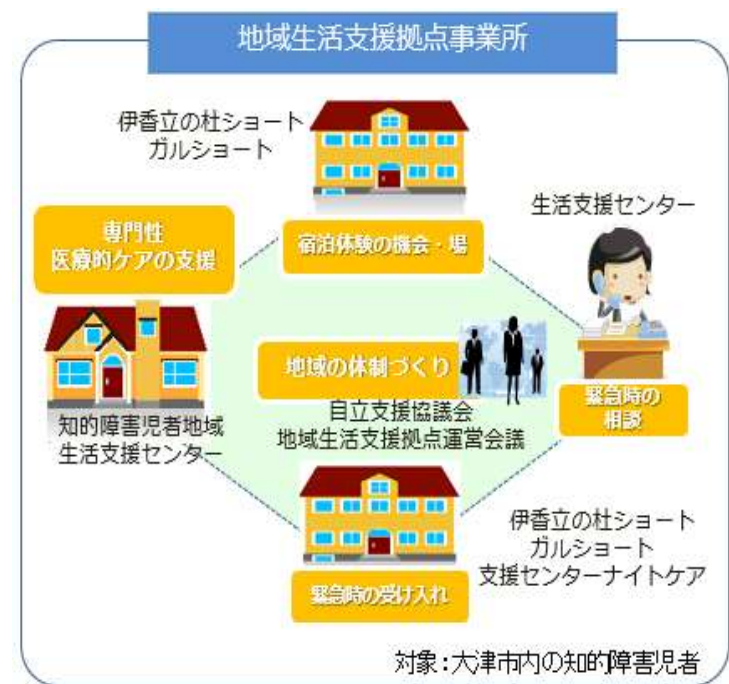 地域生活支援拠点事業所
伊香立の杜ショート
ガルショート
宿泊体験の機会・場
専門性
医療的ケアの支援
生活支援センター
知的障害児者地域
生活支援センター
地域の体制づくり
自立支援協議会
地域生活支援拠点運営会議
緊急時の
相談
緊急時の受け入れ
伊香立の杜ショート
ガルショート
支援センターナイトケア
対象:大津市内の知的障害児者